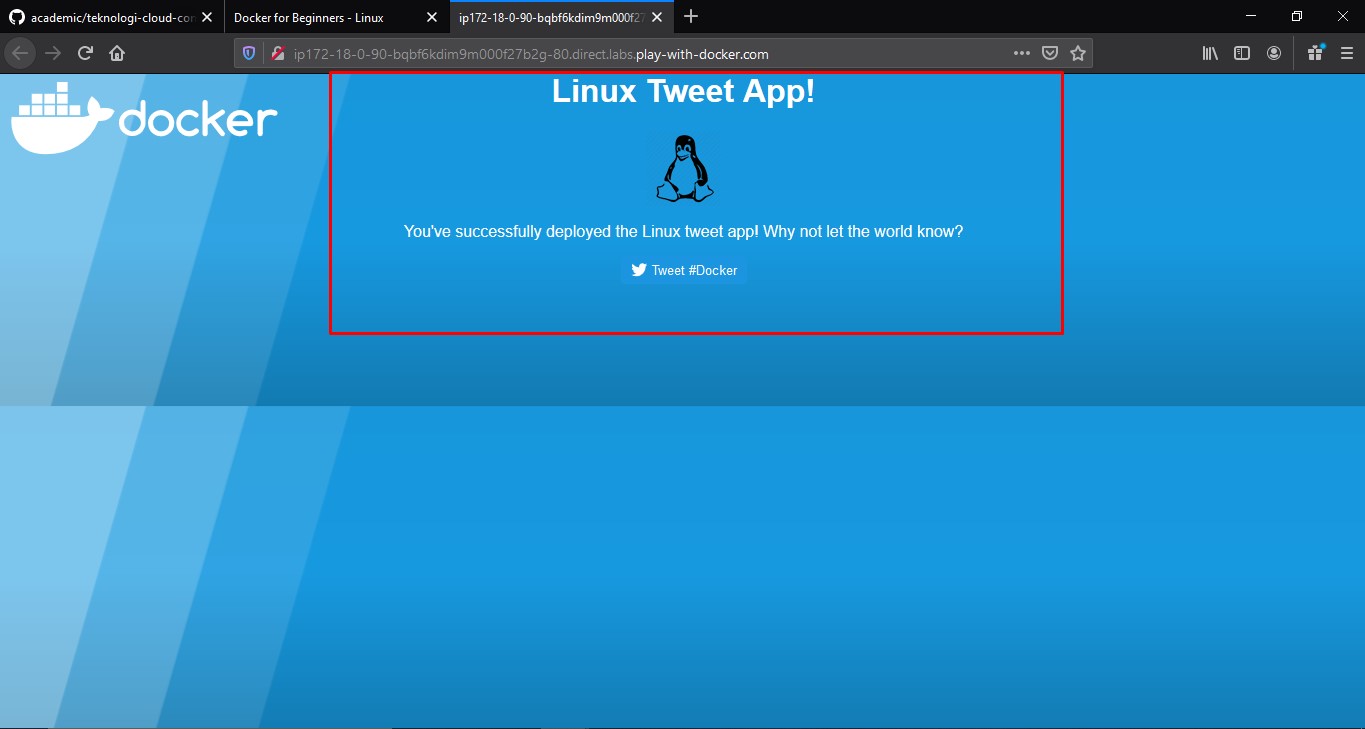 academic/teknologi-cloud-con
Docker for Beginners - Linux
ip172-18-0-90-bqbf6kdim9m000f27
ip172-18-0-90-bqbf6kdim9m000f27b2g-80.direct.labs.play-with-docker.com
docker
Linux Tweet App!
You've successfully deployed the Linux tweet app! Why not let the world know?
Tweet #Docker